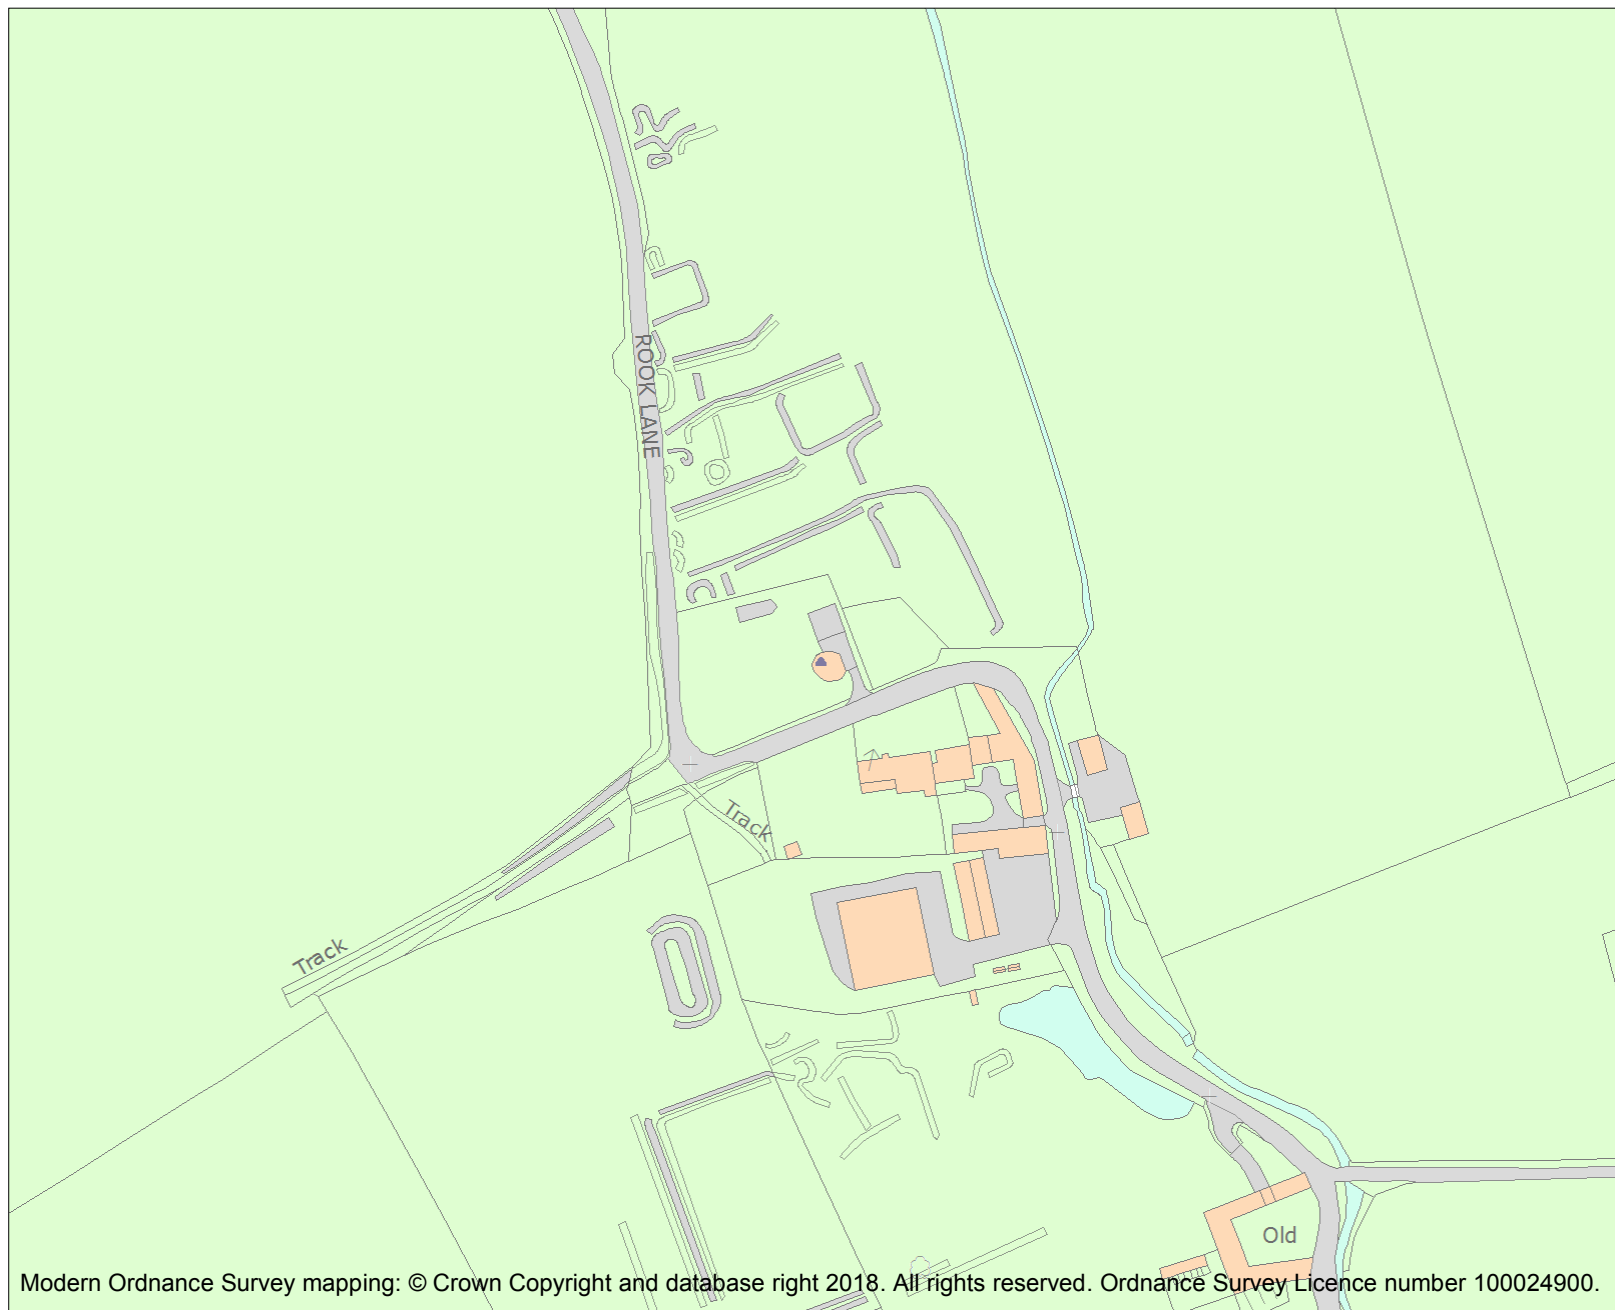 ROOK LANE
Track
Track
Old
Modern Ordnance Survey mapping: © Crown Copyright and database right 2018. All rights reserved. Ordnance Survey Licence number 100024900.